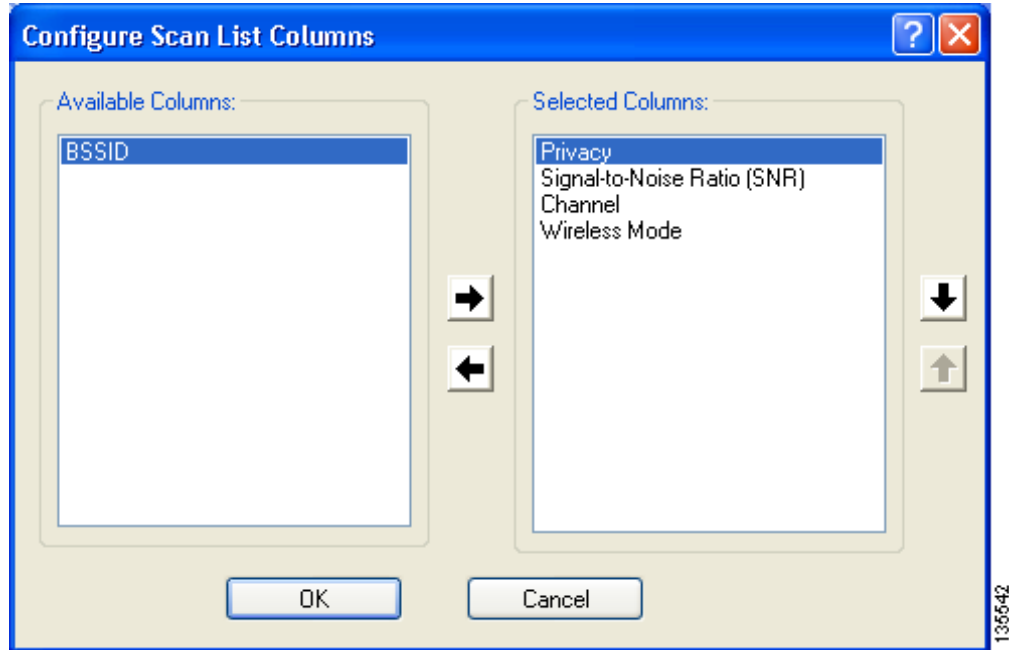 Configure Scan List Columns
?
Available Columns:
BSSID
Selected Columns:
Privacy
Signal-to-Noise Ratio (SNR)
Channel
Wireless Mode
OK
Cancel
135542